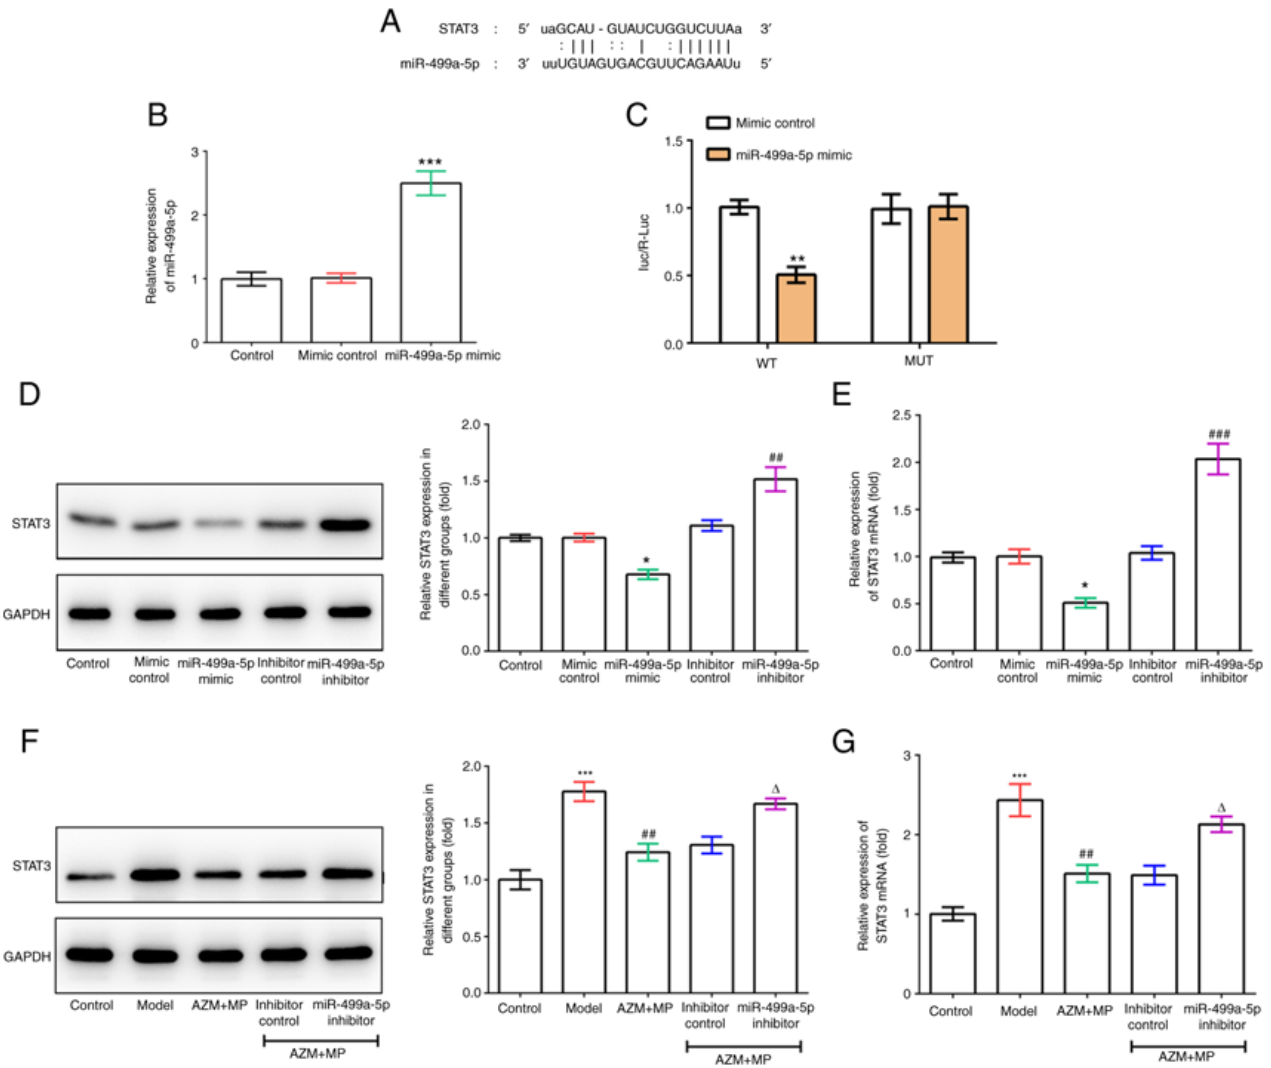 A
STAT3 : 5′ uaGCAU - GUAUCUGGUCUUAa 3′
: | | | : : | : | | | | | |
miR-499a-5p : 3′ uuUGUAGUGACGUUCAGAAUu 5′
B
Relative expression
of miR-499a-5p
3
2
1
0
***
Control
Mimic control
miR-499a-5p mimic
C
Mimic control
miR-499a-5p mimic
luc/R-Luc
1.5
1.0
0.5
0.0
**
WT
MUT
D
STAT3
GAPDH
Control
Mimic
control
miR-499a-5p
mimic
Inhibitor
control
miR-499a-5p
inhibitor
Relative STAT3 expression in
different groups (fold)
2.0
1.5
1.0
0.5
0.0
*
##
Control
Mimic
control
miR-499a-5p
mimic
Inhibitor
control
miR-499a-5p
inhibitor
E
Relative expression
of STAT3 mRNA (fold)
2.5
2.0
1.5
1.0
0.5
0.0
*
###
Control
Mimic
control
miR-499a-5p
mimic
Inhibitor
control
miR-499a-5p
inhibitor
F
STAT3
GAPDH
Control
Model
AZM+MP
Inhibitor
control
miR-499a-5p
inhibitor
AZM+MP
Relative STAT3 expression in
different groups (fold)
2.0
1.5
1.0
0.5
0.0
***
##
Δ
Control
Model
AZM+MP
Inhibitor
control
miR-499a-5p
inhibitor
AZM+MP
G
Relative expression of
STAT3 mRNA (fold)
3
2
1
0
***
##
Δ
Control
Model
AZM+MP
Inhibitor
control
miR-499a-5p
inhibitor
AZM+MP